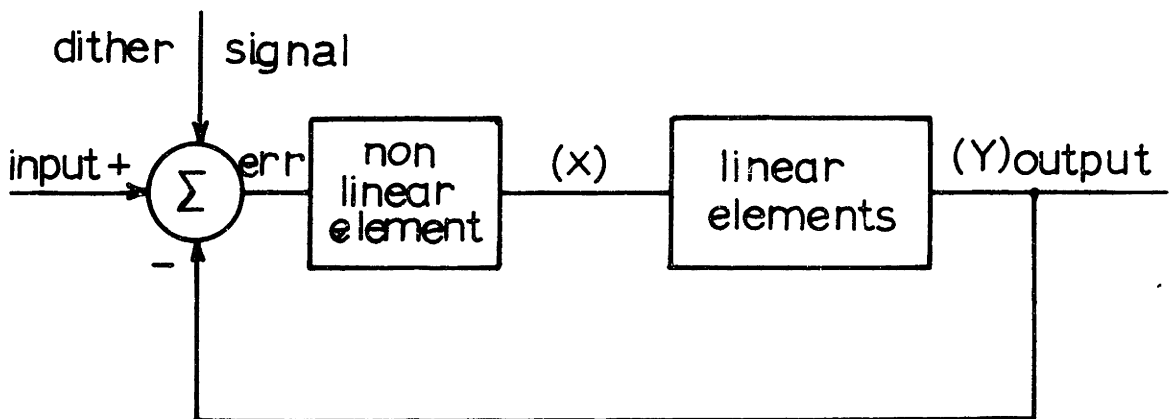 dither signal
input +
Σ
err
non
linear
element
(X)
linear
elements
(Y) output
−